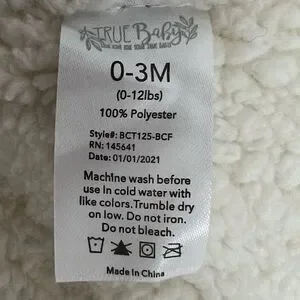 TRUE Baby
0-3M
(0-12lbs)
100% Polyester
Style#: BCT125-BCF
RN: 145641
Date: 01/01/2021
Machine wash before
use In cold water with
like colors.Trumble dry
on low. Do not iron.
Do not bleach.
Made In China